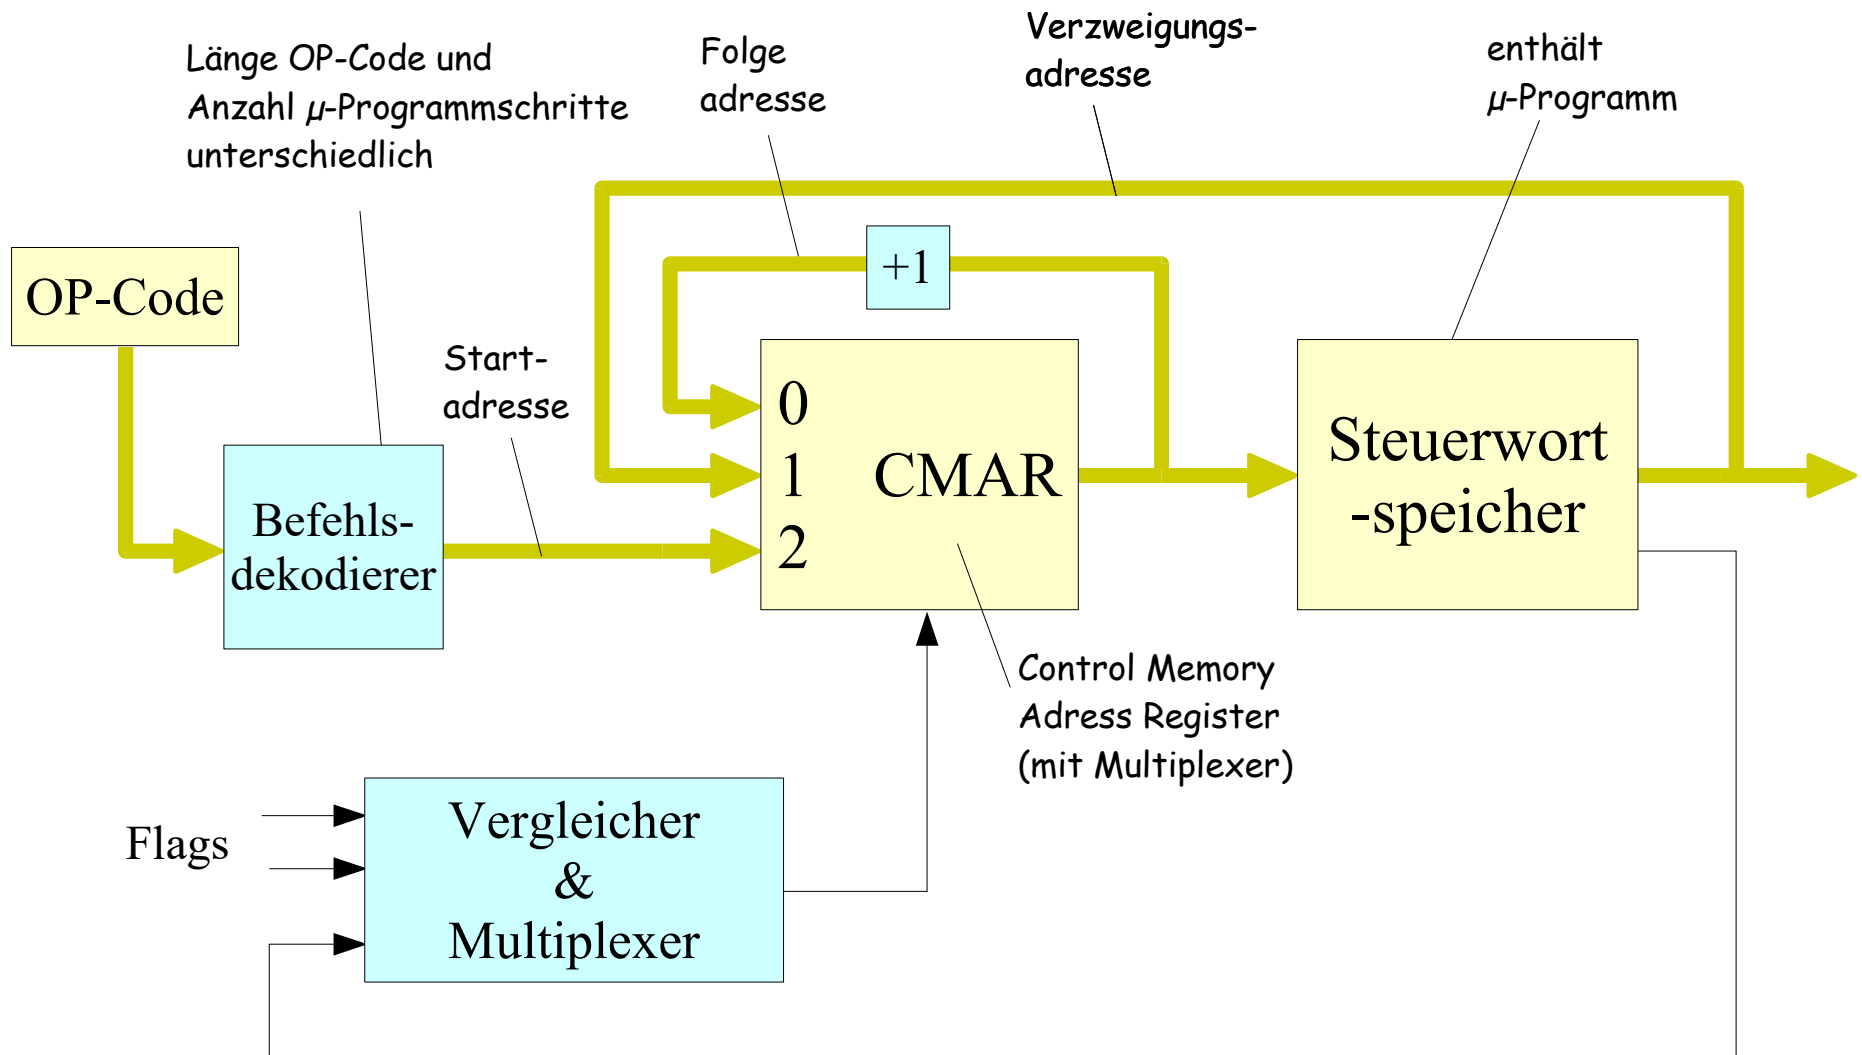 Länge OP-Code und
Anzahl µ-Programmschritte
unterschiedlich
Folge
adresse
Verzweigungs-
adresse
enthält
µ-Programm
OP-Code
+1
Start-
adresse
Befehls-
dekodierer
0
1
2
CMAR
Steuerwort
-speicher
Control Memory
Adress Register
(mit Multiplexer)
Flags
Vergleicher
&
Multiplexer